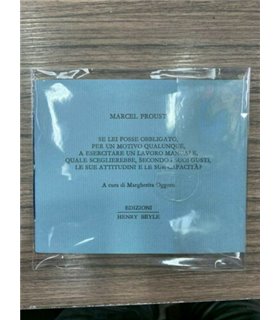 MARCEL PROUST
SE LEI FOSSE OBBLIGATO,
PER UN MOTIVO QUALUNQUE,
A ESERCITARE UN LAVORO MANUALE,
QUALE SCEGLIEREBBE, SECONDO I SUOI GUSTI,
LE SUE ATTITUDINI E LE SUE CAPACITÀ?
A cura di Margherita
EDIZIONI
HENRY BEYLE